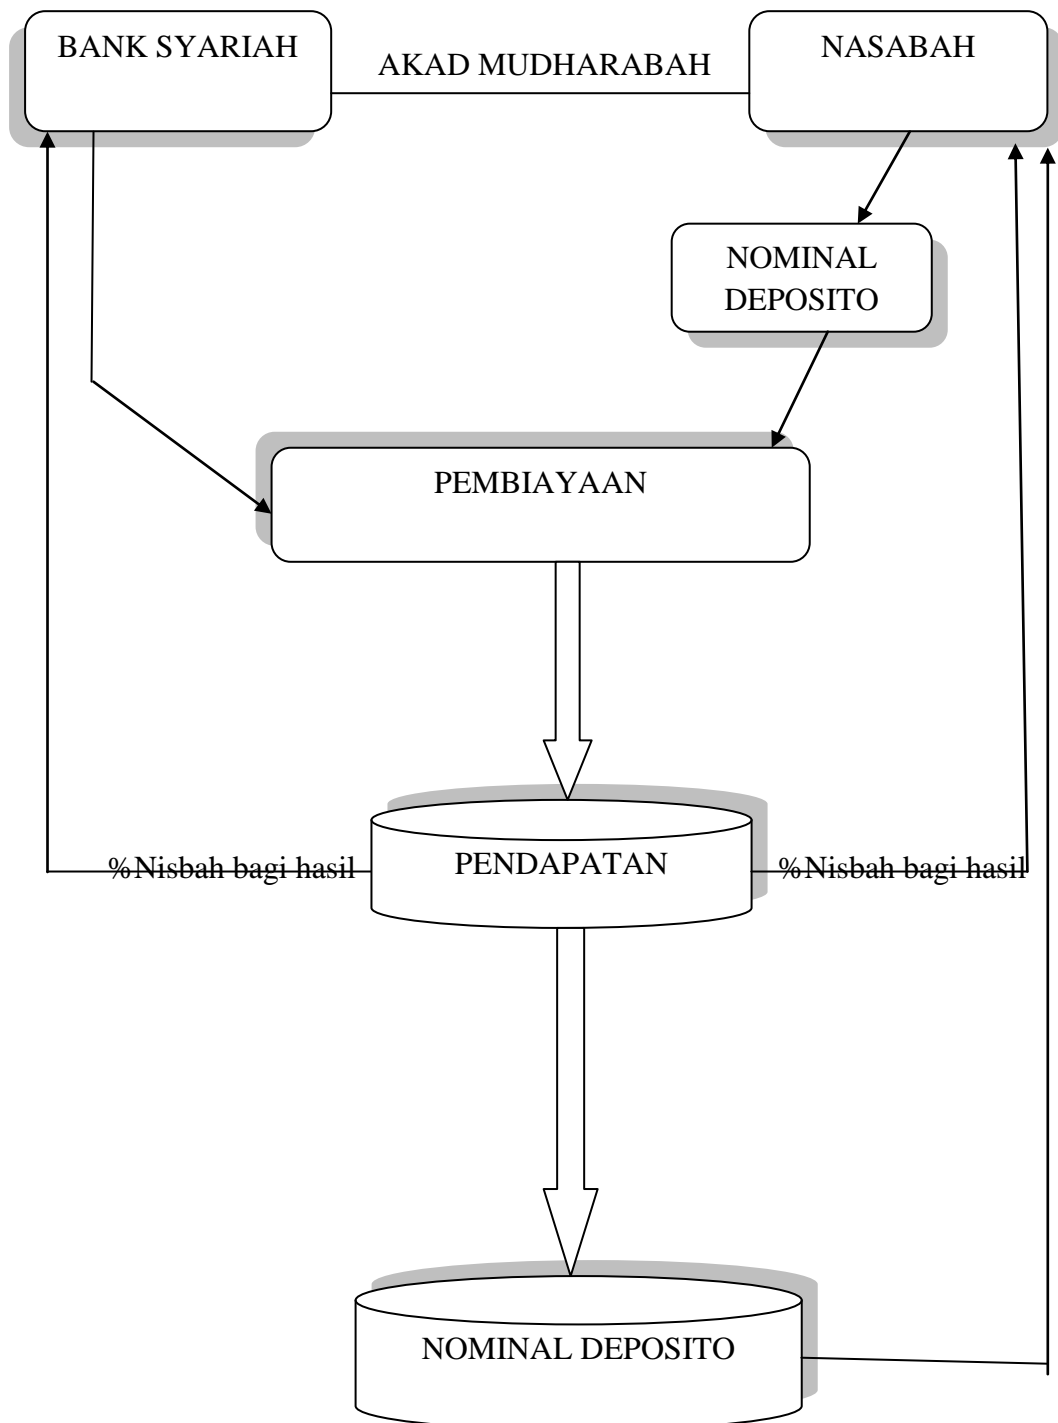 BANK SYARIAH
AKAD MUDHARABAH
NASABAH
NOMINAL
DEPOSITO
PEMBIAYAAN
%Nisbah bagi hasil
PENDAPATAN
%Nisbah bagi hasil
NOMINAL DEPOSITO